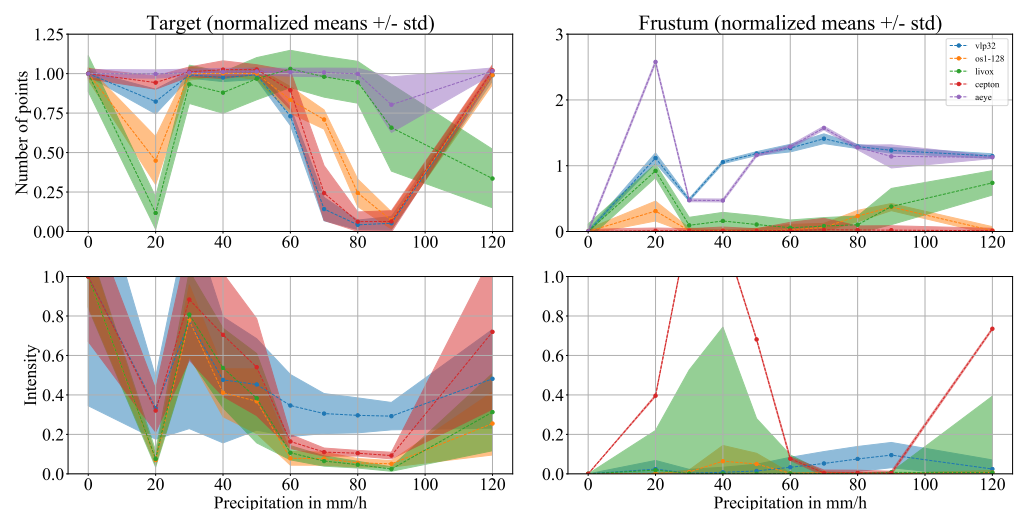 Target (normalized means +/- std)
Frustum (normalized means +/- std)
Number of points
1.25
1.00
0.75
0.50
0.25
0.00
0 20 40 60 80 100 120
3
2
1
0
0 20 40 60 80 100 120
vlp32
os1-128
livox
cepton
aeye
Intensity
1.0
0.8
0.6
0.4
0.2
0.0
0 20 40 60 80 100 120
Precipitation in mm/h
1.0
0.8
0.6
0.4
0.2
0.0
0 20 40 60 80 100 120
Precipitation in mm/h